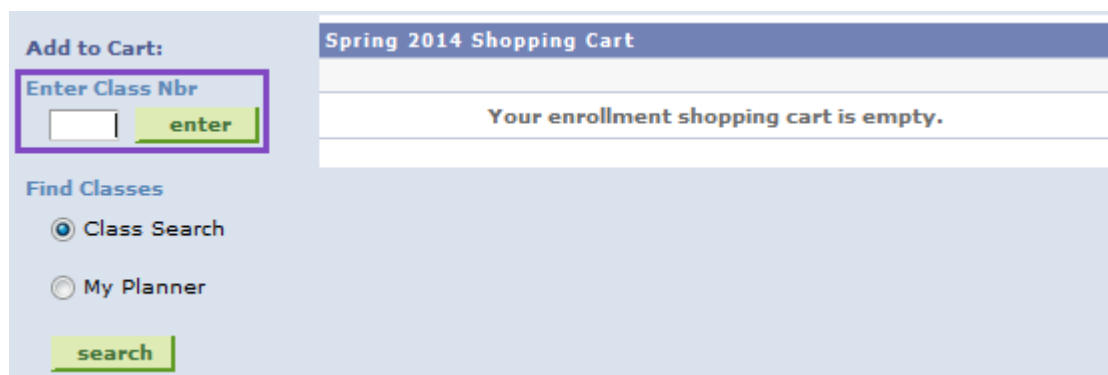 Add to Cart:
Enter Class Nbr
enter
Find Classes
Class Search
My Planner
search
Spring 2014 Shopping Cart
Your enrollment shopping cart is empty.